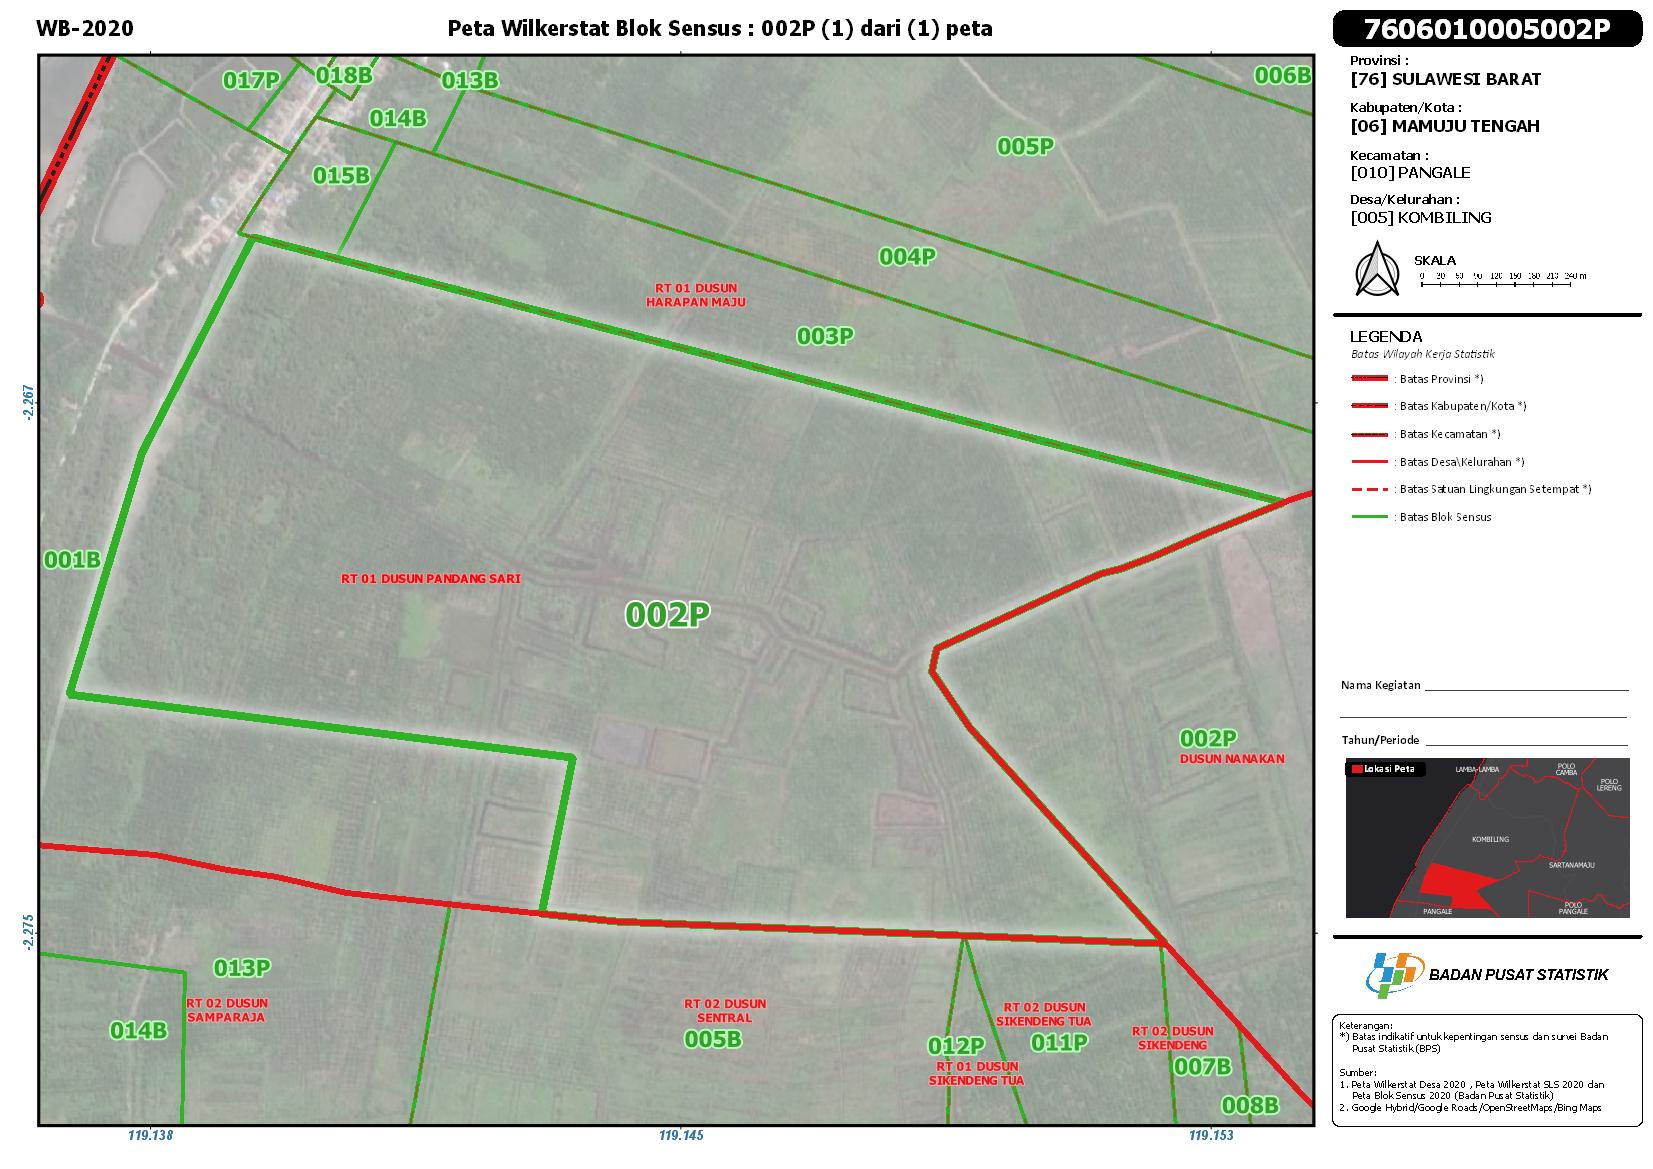 WB-2020
Peta Wilkerstat Blok Sensus : 002P (1) dari (1) peta
7606010005002P
Provinsi :
[76] SULAWESI BARAT
Kabupaten/Kota :
[06] MAMUJU TENGAH
Kecamatan :
[010] PANGALE
Desa/Kelurahan :
[005] KOMBILING
SKALA
0 30 60 90 120 150 180 210 240 m
LEGENDA
Batas Wilayah Kerja Statistik
: Batas Provinsi *)
: Batas Kabupaten/Kota *)
: Batas Kecamatan *)
: Batas Desa\Kelurahan *)
: Batas Satuan Lingkungan Setempat *)
: Batas Blok Sensus
Nama Kegiatan
Tahun/Periode
Lokasi Peta
LAMBA-LAMBA
POLO
CAMBA
POLO
LERENG
KOMBILING
SARTANAMAJU
PANGALE
POLO
PANGALE
BADAN PUSAT STATISTIK
Keterangan:
*) Batas indikatif untuk kepentingan sensus dan survei Badan
Pusat Statistik (BPS)
Sumber:
1. Peta Wilkerstat Desa 2020 , Peta Wilkerstat SLS 2020 dan
Peta Blok Sensus 2020 (Badan Pusat Statistik)
2. Google Hybrid/Google Roads/OpenStreetMaps/Bing Maps
017P
018B
013B
006B
014B
005P
015B
004P
RT 01 DUSUN
HARAPAN MAJU
003P
-2.267
001B
RT 01 DUSUN PANDANG SARI
002P
002P
DUSUN NANAKAN
-2.275
013P
RT 02 DUSUN
SAMPARAJA
014B
RT 02 DUSUN
SENTRAL
005B
RT 02 DUSUN
SIKENDENG TUA
012P
011P
RT 01 DUSUN
SIKENDENG TUA
RT 02 DUSUN
SIKENDENG
007B
008B
119.138
119.145
119.153